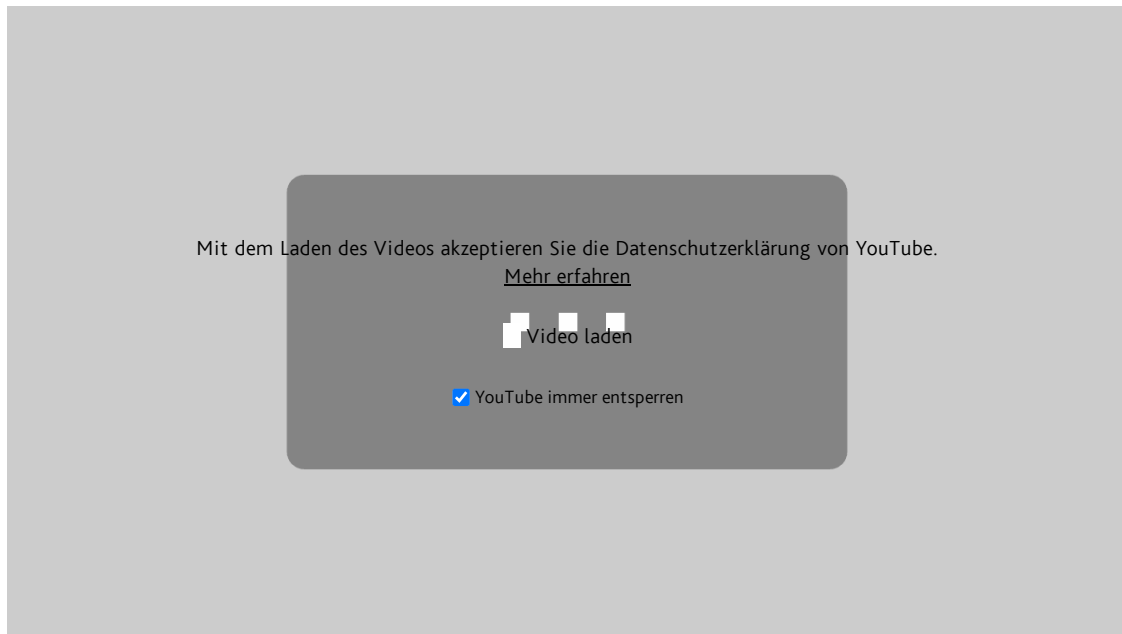 Mit dem Laden des Videos akzeptieren Sie die Datenschutzerklärung von YouTube.
Mehr erfahren
Video laden
YouTube immer entsperren